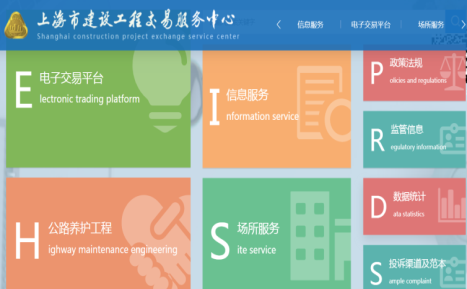 上海市建设工程交易服务中心
Shanghai construction project exchange service center
信息服务
电子交易平台
场所服务
E 电子交易平台
lectronic trading platform
I 信息服务
nformation service
P 政策法规
olicies and regulations
R 监管信息
egulatory information
H 公路养护工程
ighway maintenance engineering
S 场所服务
ite service
D 数据统计
ata statistics
S 投诉渠道及范本
ample complaint